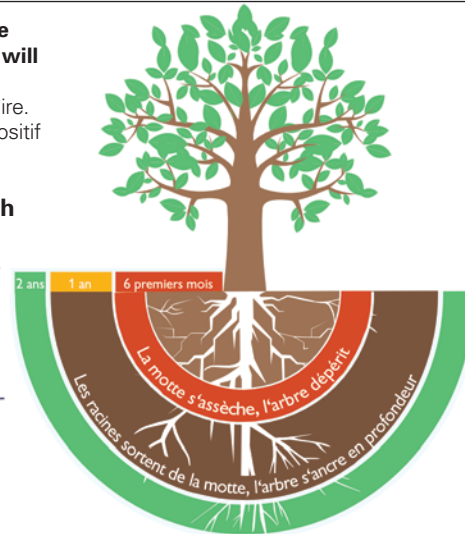 e
will
ire.
ositif
h
2 ans
1 an
6 premiers mois
La motte s'assèche, l'arbre dépérit
Les racines sortent de la motte, l'arbre s'ancre en profondeur